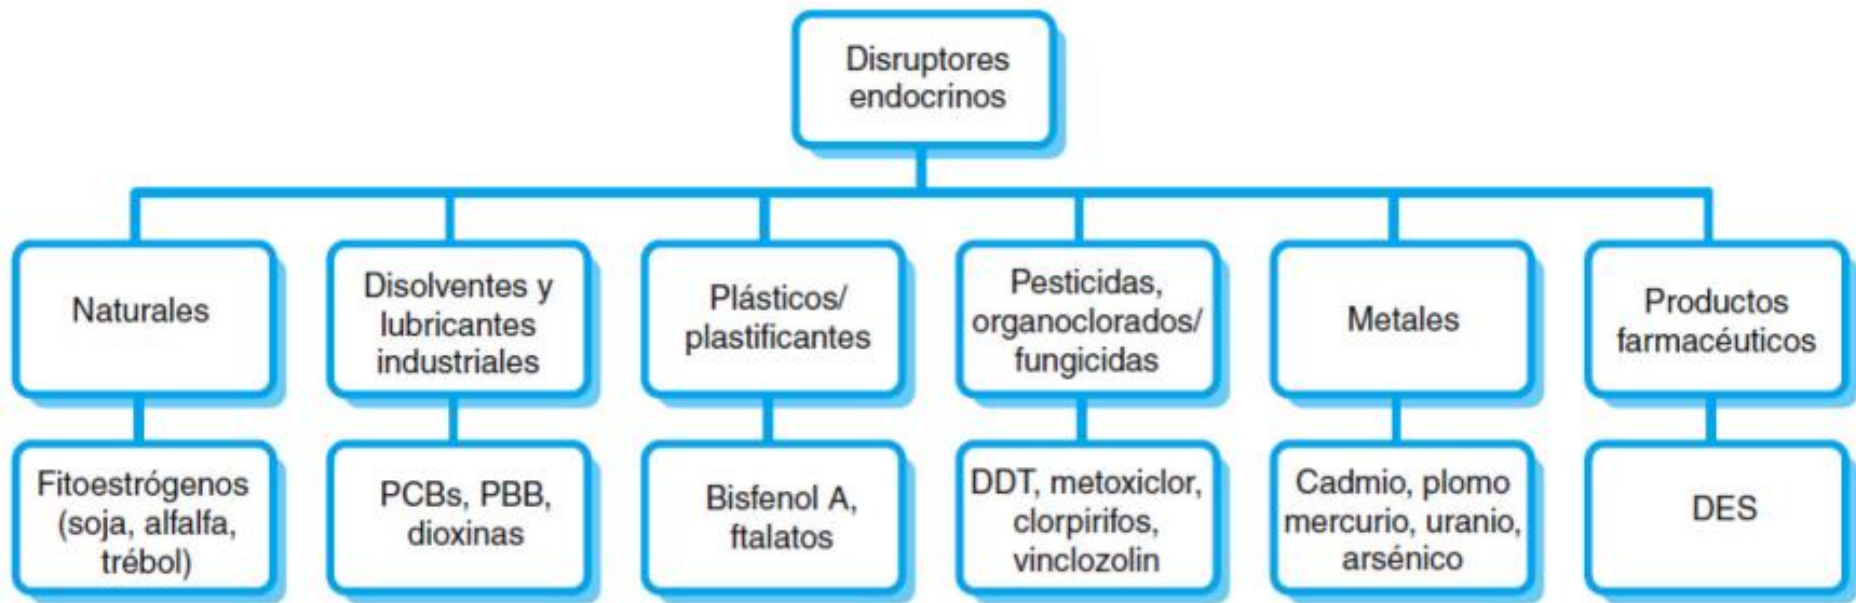 Disruptores
endocrinos
Naturales
Disolventes y
lubricantes
industriales
Plásticos/
plastificantes
Pesticidas,
organoclorados/
fungicidas
Metales
Productos
farmacéuticos
Fitoestrógenos
(soja, alfalfa,
trébol)
PCBs, PBB,
dioxinas
Bisfenol A,
ftalatos
DDT, metoxiclor,
clorpirifos,
vinclozolin
Cadmio, plomo
mercurio, uranio,
arsénico
DES